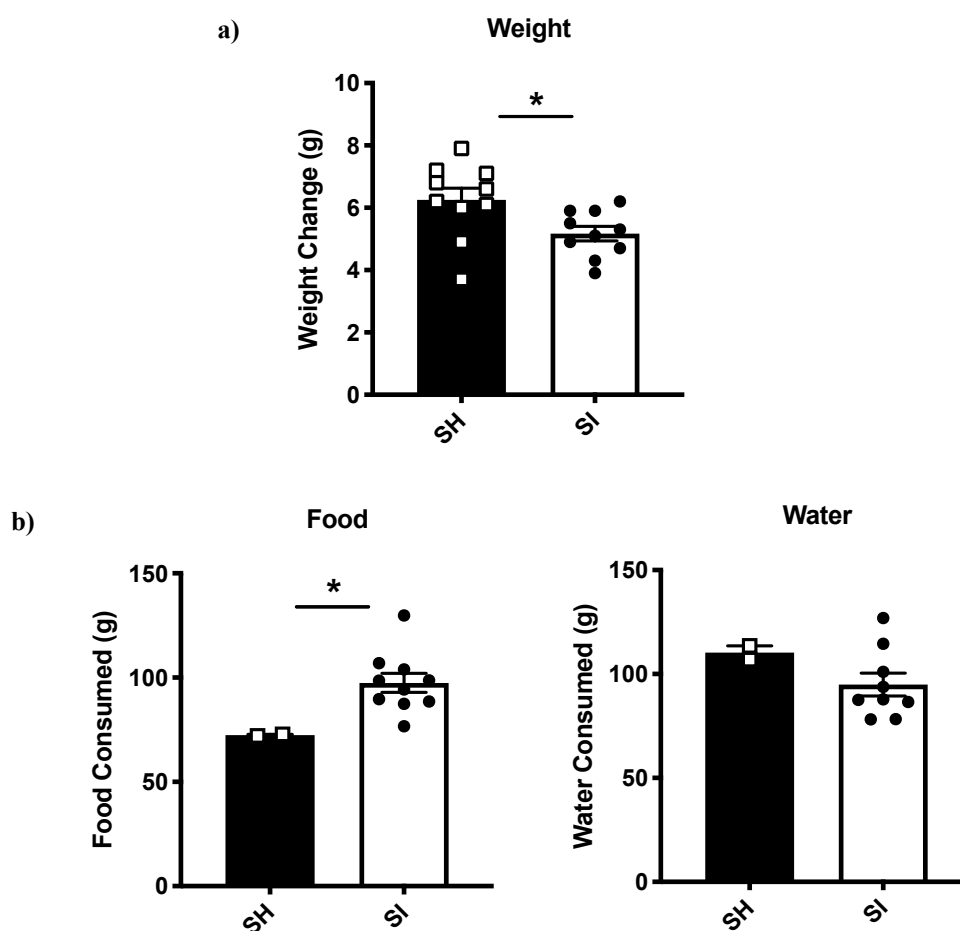 a)
Weight
*
Weight Change (g)
10
8
6
4
2
0
SH
SI
b)
Food
*
Food Consumed (g)
150
100
50
0
SH
SI
Water
Water Consumed (g)
150
100
50
0
SH
SI